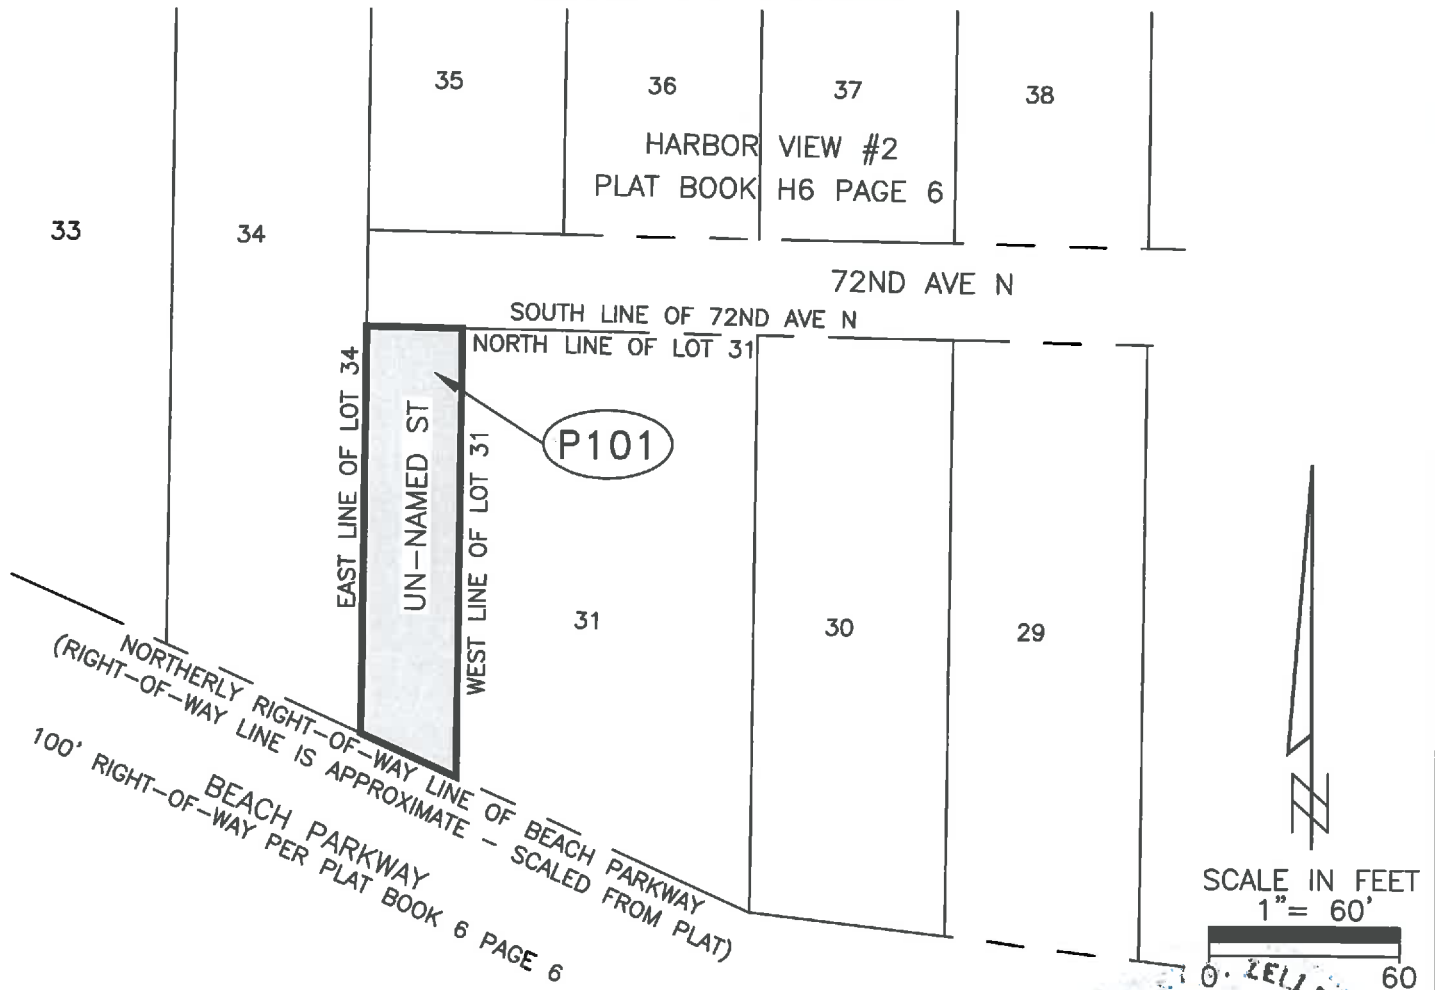 35
36
37
38
HARBOR VIEW #2
PLAT BOOK H6 PAGE 6
33
34
72ND AVE N
SOUTH LINE OF 72ND AVE N
NORTH LINE OF LOT 31
EAST LINE OF LOT 34
UN-NAMED ST
WEST LINE OF LOT 31
P101
31
30
29
NORTHERLY RIGHT-OF-WAY LINE OF BEACH PARKWAY
(RIGHT-OF-WAY LINE IS APPROXIMATE - SCALED FROM PLAT)
BEACH PARKWAY
100' RIGHT-OF-WAY PER PLAT BOOK 6 PAGE 6
N
SCALE IN FEET
1"= 60'
0
60